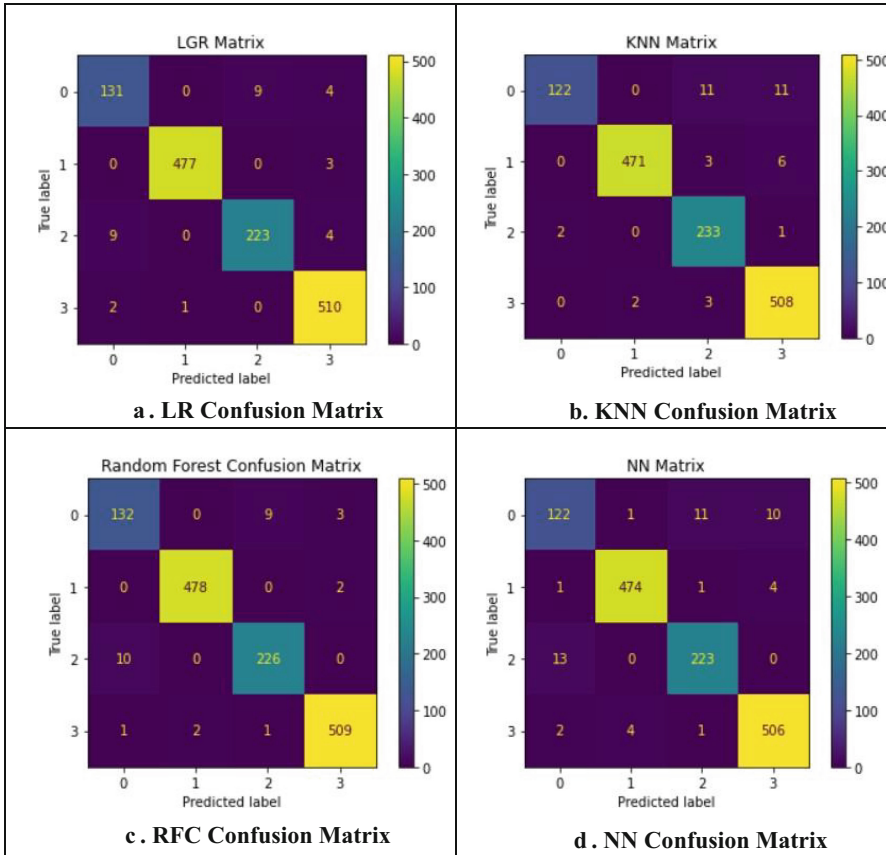 LGR Matrix
0 131 0 9 4
1 0 477 0 3
2 9 0 223 4
3 2 1 0 510
0 1 2 3
True label
Predicted label
500
400
300
200
100
0
a . LR Confusion Matrix
KNN Matrix
0 122 0 11 11
1 0 471 3 6
2 2 0 233 1
3 0 2 3 508
0 1 2 3
True label
Predicted label
500
400
300
200
100
0
b. KNN Confusion Matrix
Random Forest Confusion Matrix
0 132 0 9 3
1 0 478 0 2
2 10 0 226 0
3 1 2 1 509
0 1 2 3
True label
Predicted label
500
400
300
200
100
0
c . RFC Confusion Matrix
NN Matrix
0 122 1 11 10
1 1 474 1 4
2 13 0 223 0
3 2 4 1 506
0 1 2 3
True label
Predicted label
500
400
300
200
100
0
d . NN Confusion Matrix